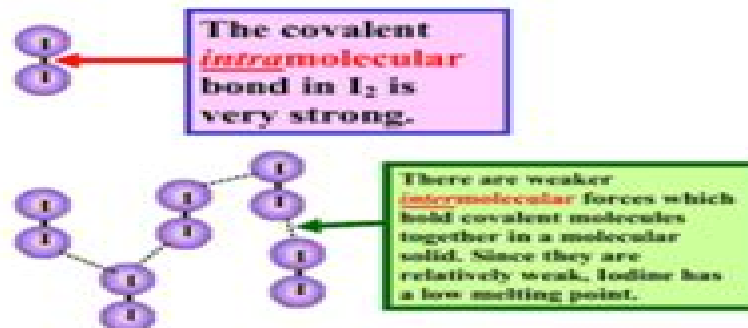 The covalent
intramolecular
bond in I₂ is
very strong.
There are weaker
intermolecular forces which
hold covalent molecules
together in a molecular
solid. Since they are
relatively weak, Iodine has
a low melting point.
I
I
I
I
I
I
I
I
I
I
I
I